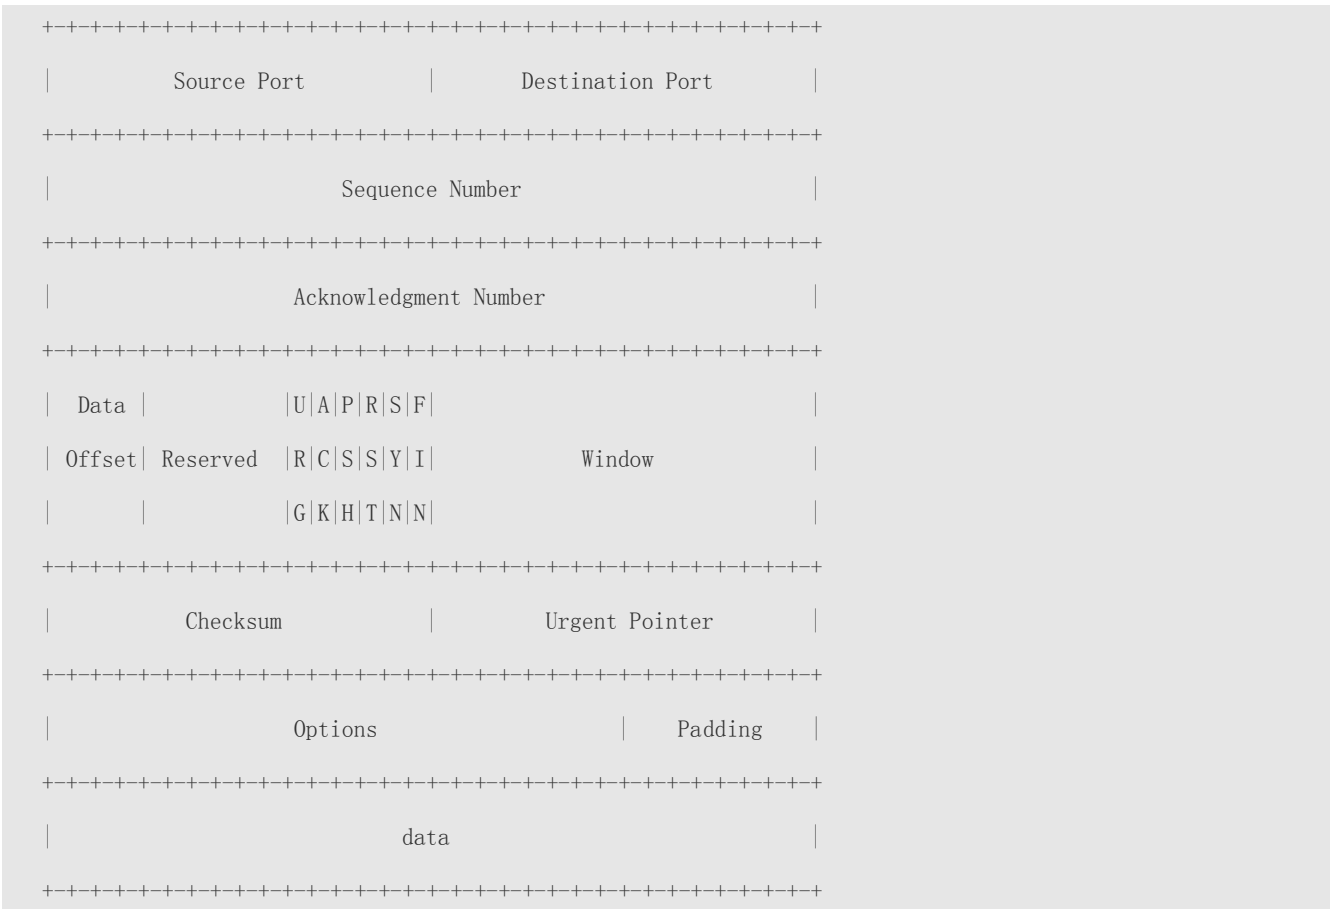 +-+-+-+-+-+-+-+-+-+-+-+-+-+-+-+-+-+-+-+-+-+-+-+-+-+-+-+-+-+-+-+-+
|          Source Port          |       Destination Port        |
+-+-+-+-+-+-+-+-+-+-+-+-+-+-+-+-+-+-+-+-+-+-+-+-+-+-+-+-+-+-+-+-+
|                        Sequence Number                        |
+-+-+-+-+-+-+-+-+-+-+-+-+-+-+-+-+-+-+-+-+-+-+-+-+-+-+-+-+-+-+-+-+
|                    Acknowledgment Number                      |
+-+-+-+-+-+-+-+-+-+-+-+-+-+-+-+-+-+-+-+-+-+-+-+-+-+-+-+-+-+-+-+-+
|  Data |           |U|A|P|R|S|F|                               |
| Offset| Reserved  |R|C|S|S|Y|I|            Window             |
|       |           |G|K|H|T|N|N|                               |
+-+-+-+-+-+-+-+-+-+-+-+-+-+-+-+-+-+-+-+-+-+-+-+-+-+-+-+-+-+-+-+-+
|           Checksum            |         Urgent Pointer        |
+-+-+-+-+-+-+-+-+-+-+-+-+-+-+-+-+-+-+-+-+-+-+-+-+-+-+-+-+-+-+-+-+
|                    Options                    |    Padding    |
+-+-+-+-+-+-+-+-+-+-+-+-+-+-+-+-+-+-+-+-+-+-+-+-+-+-+-+-+-+-+-+-+
|                             data                              |
+-+-+-+-+-+-+-+-+-+-+-+-+-+-+-+-+-+-+-+-+-+-+-+-+-+-+-+-+-+-+-+-+